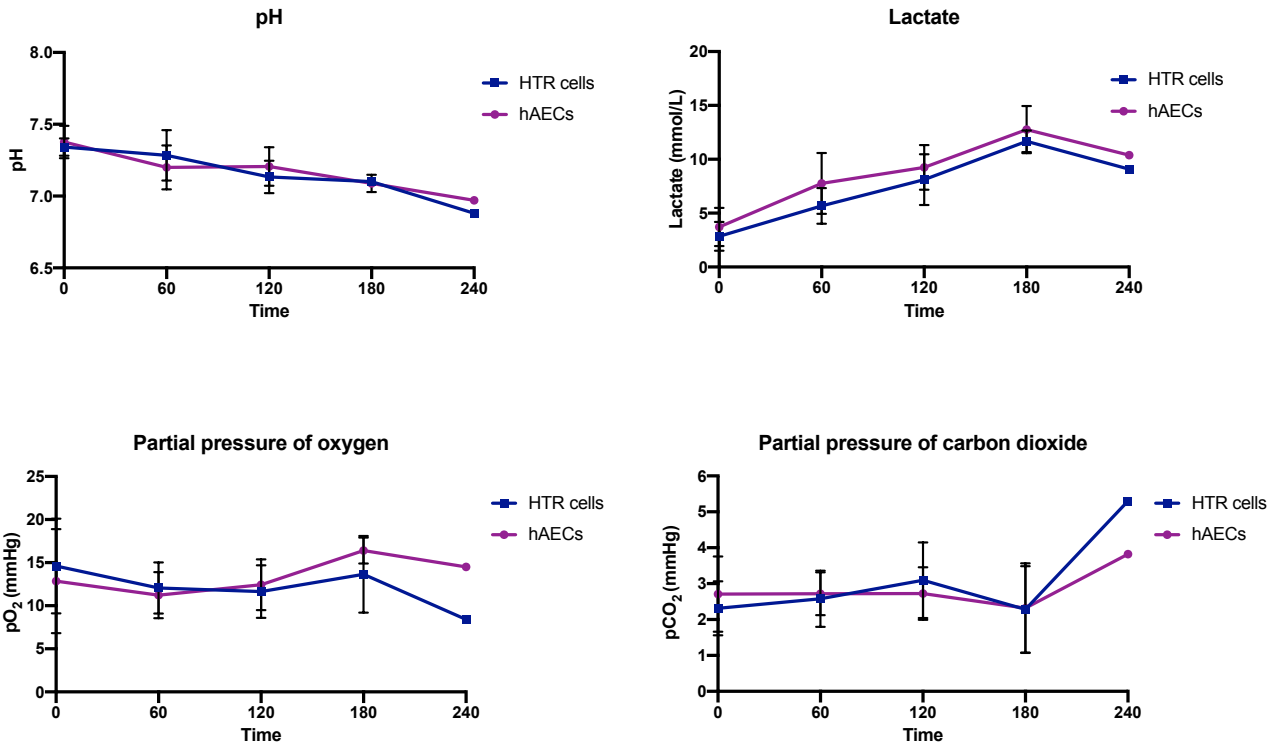 pH
8.0
7.5
7.0
6.5
pH
0 60 120 180 240
Time
HTR cells
hAECs
Lactate
20
15
10
5
0
Lactate (mmol/L)
0 60 120 180 240
Time
HTR cells
hAECs
Partial pressure of oxygen
25
20
15
10
5
0
pO2 (mmHg)
0 60 120 180 240
Time
HTR cells
hAECs
Partial pressure of carbon dioxide
6
5
4
3
2
1
0
pCO2 (mmHg)
0 60 120 180 240
Time
HTR cells
hAECs